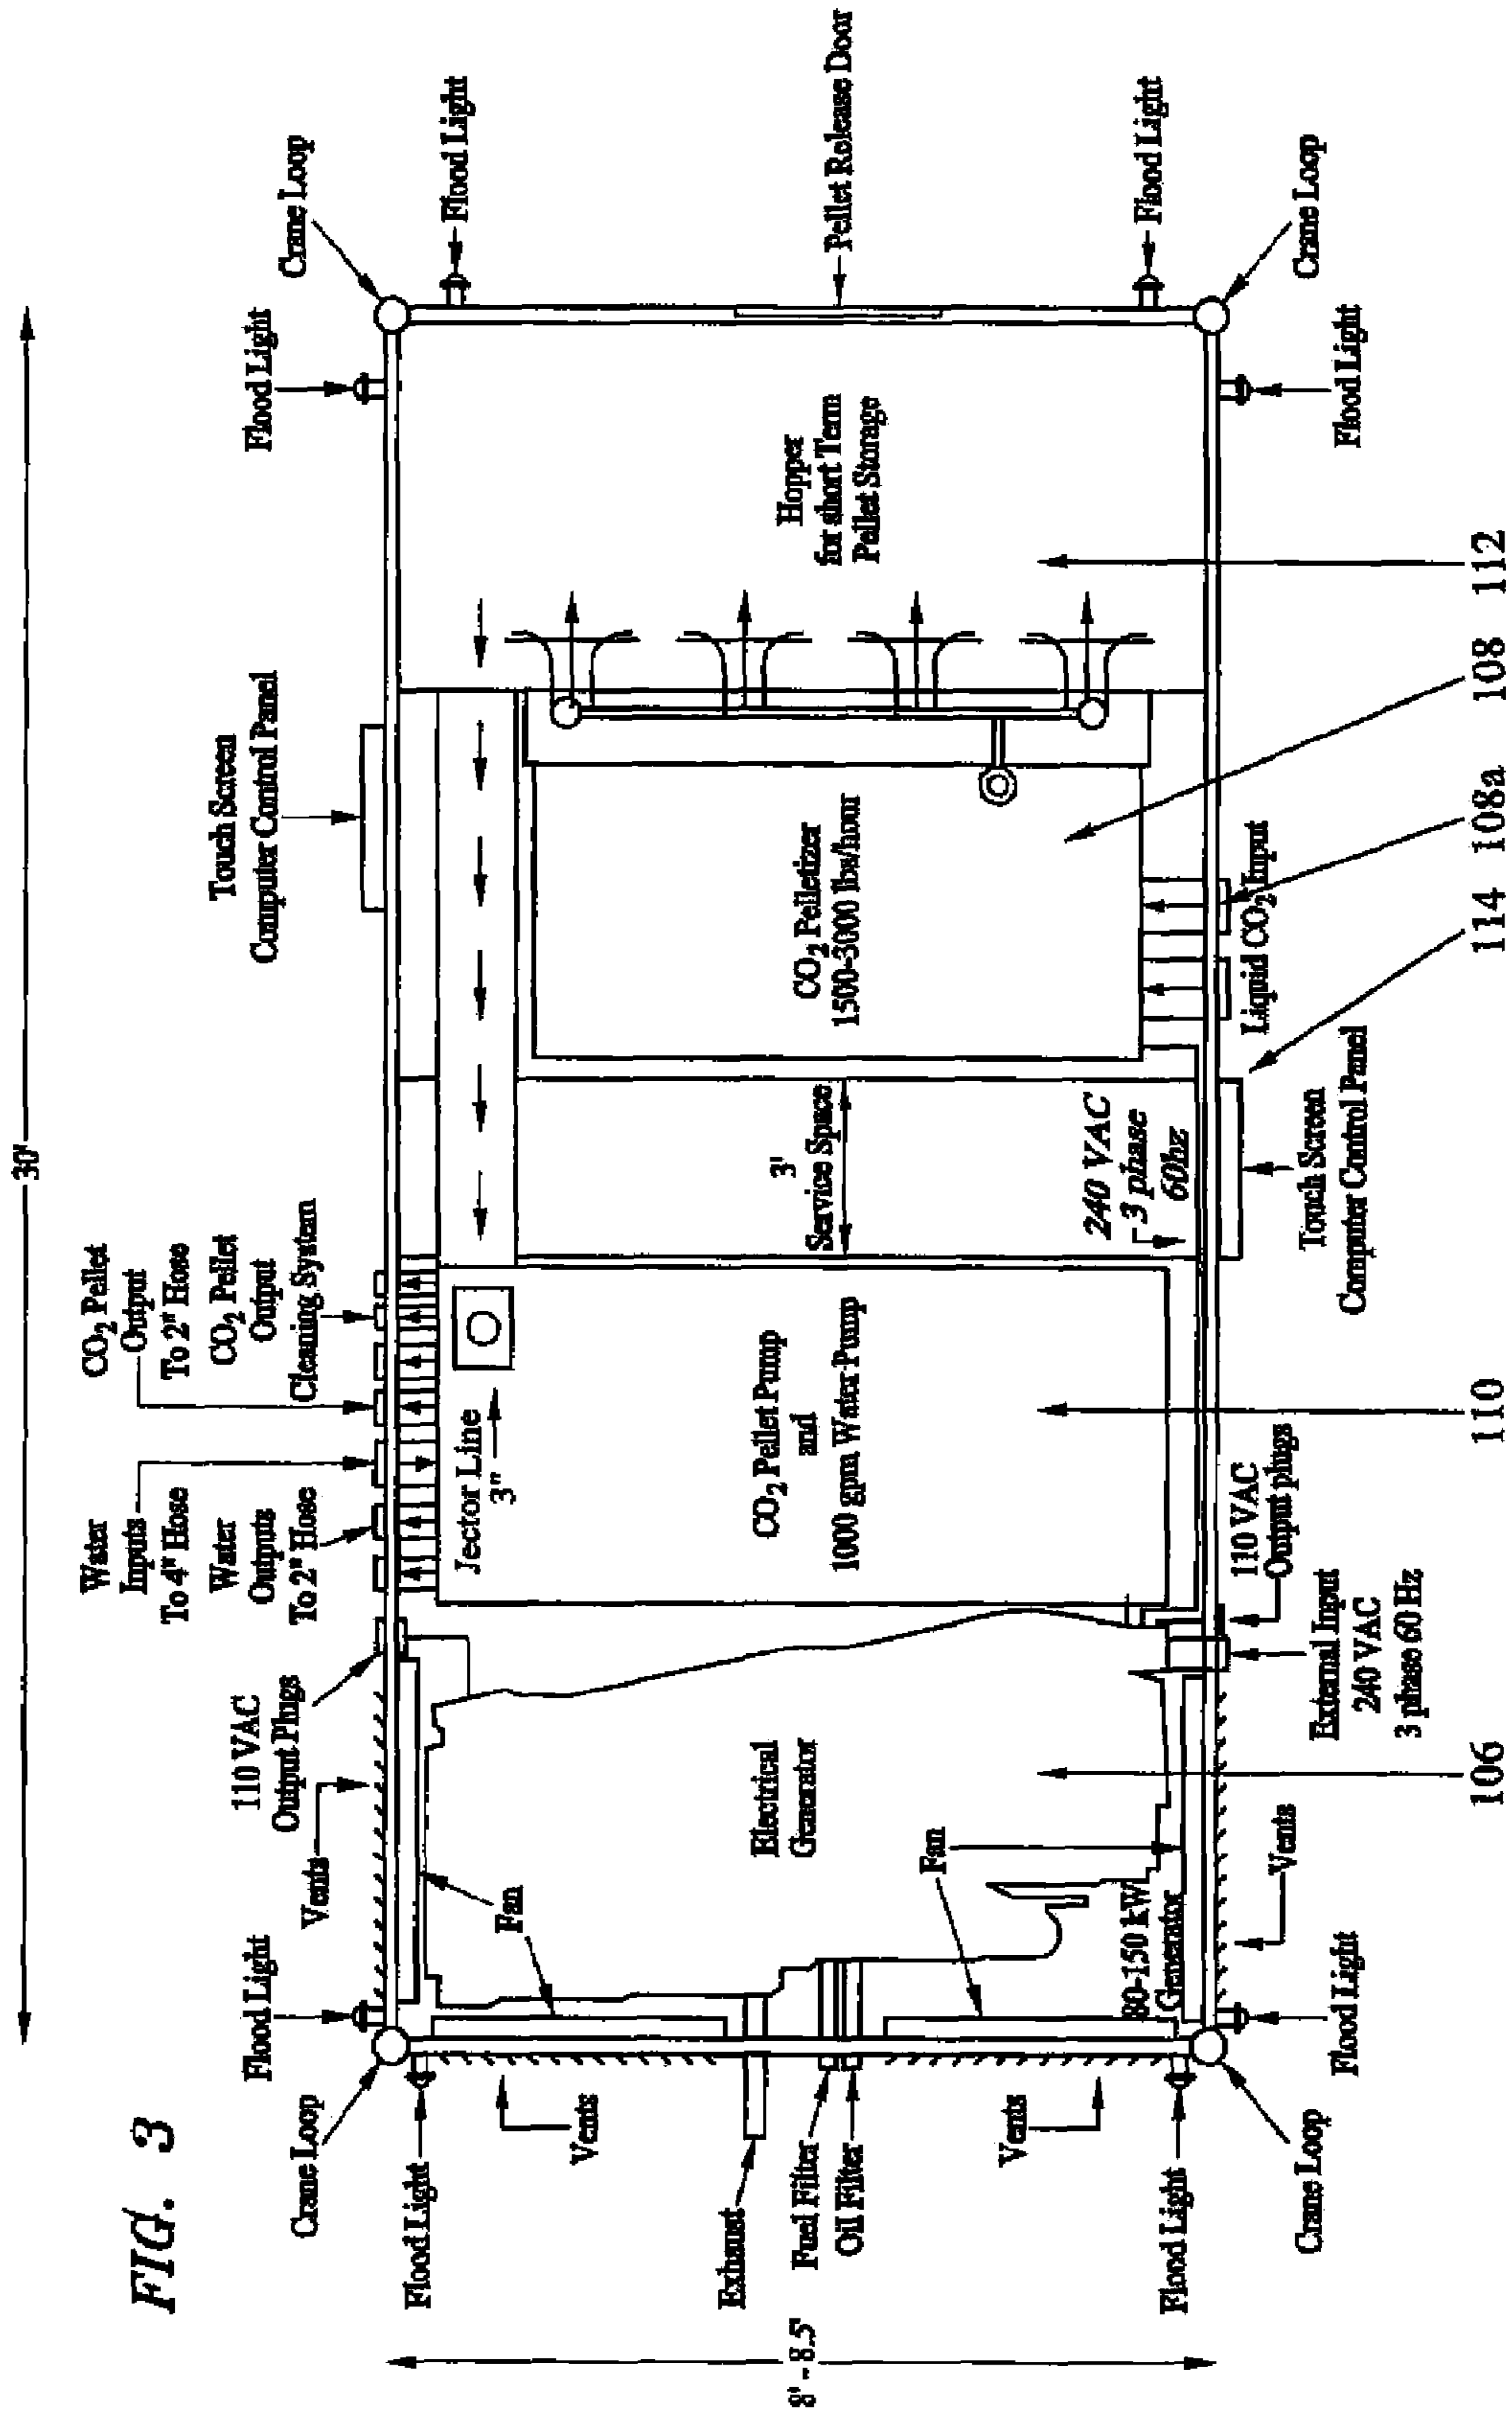 FIG. 3
30'
8' - 8.5'
Crane Loop
Flood Light
Vents
110 VAC
Output Plugs
Water
Inputs
To 4" Hose
Water
Outputs
To 2" Hose
CO2 Pellet
Output
To 2" Hose
CO2 Pellet
Output
Cleaning System
Touch Screen
Computer Control Panel
Flood Light
Crane Loop
Flood Light
Vents
Exhaust
Fuel Filter
Oil Filter
Vents
Flood Light
Crane Loop
Fan
Fan
Electrical
Generator
80-150 kW
Generator
Jector Line
3"
CO2 Pellet Pump
and
1000 gpm Water Pump
3'
Service Space
240 VAC
3 phase
60hz
CO2 Pelletizer
1500-3000 lbs/hour
Hopper
for short Term
Pellet Storage
Flood Light
Pellet Release Door
Flood Light
Crane Loop
Flood Light
Vents
External Input
240 VAC
3 phase 60 Hz
110 VAC
Output plugs
Touch Screen
Computer Control Panel
Liquid CO2 Input
Flood Light
106
110
114
108a
108
112